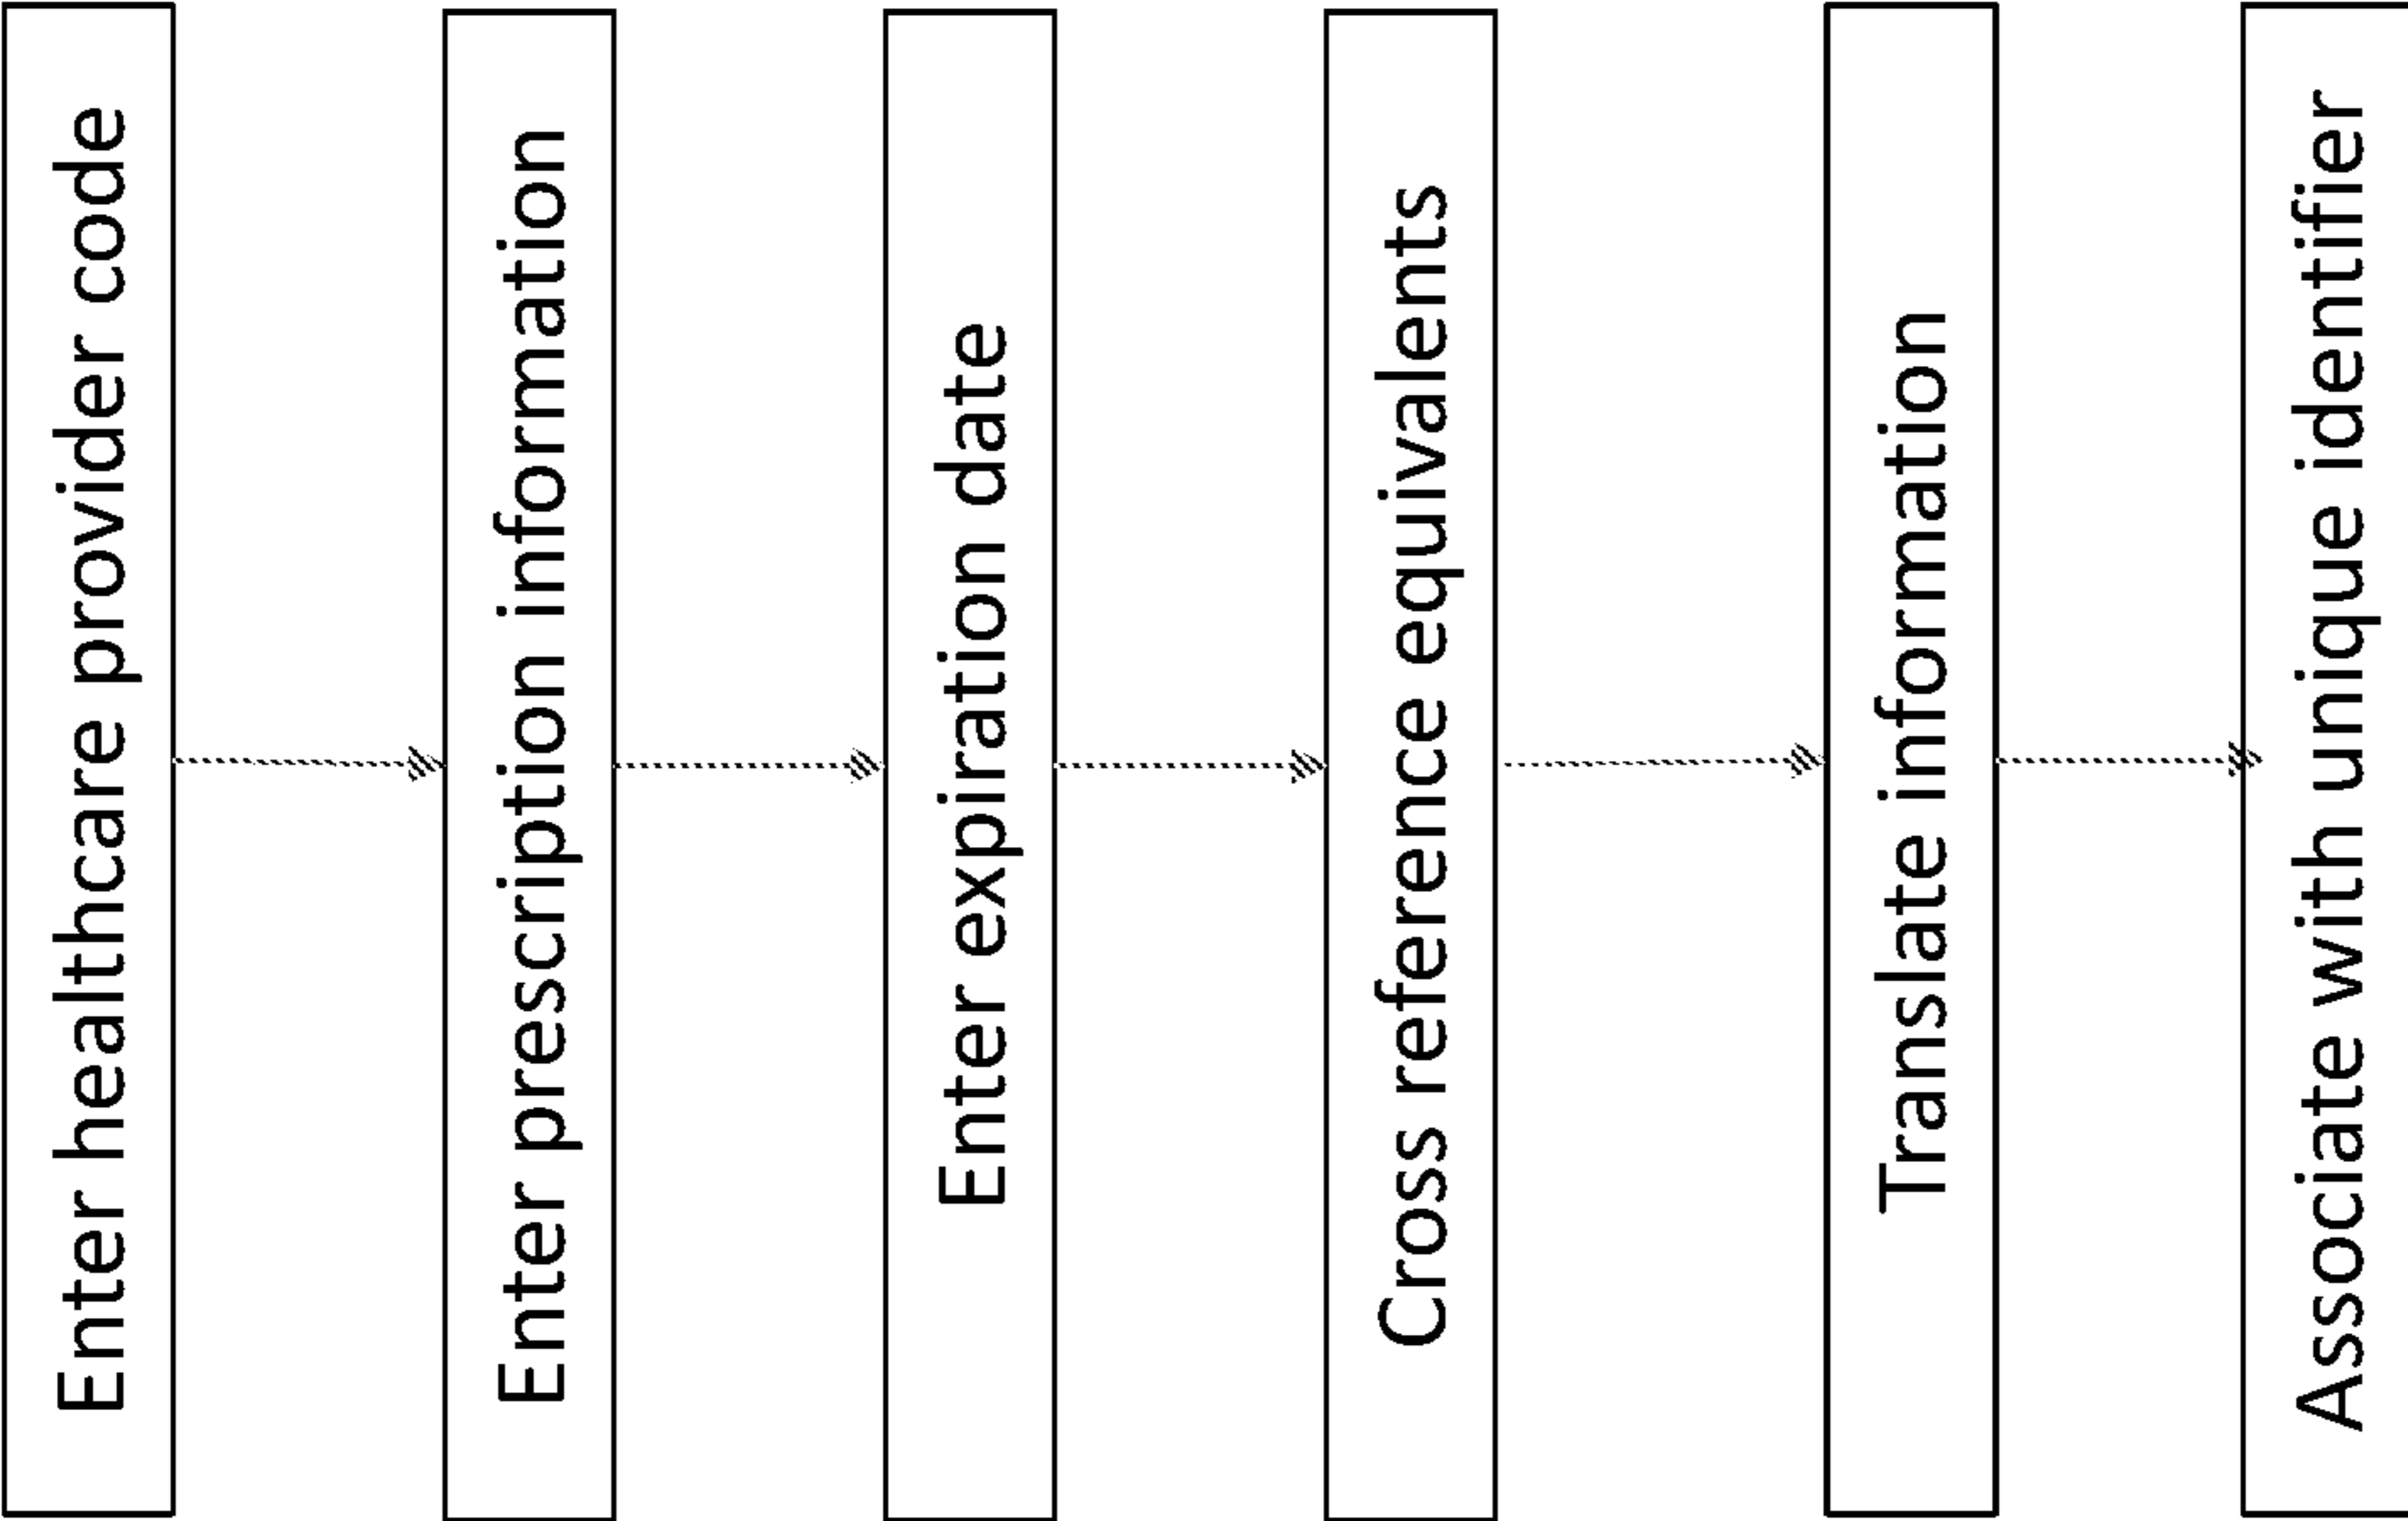 Enter healthcare provider code
Enter prescription information
Enter expiration date
Cross reference equivalents
Translate information
Associate with unique identifier